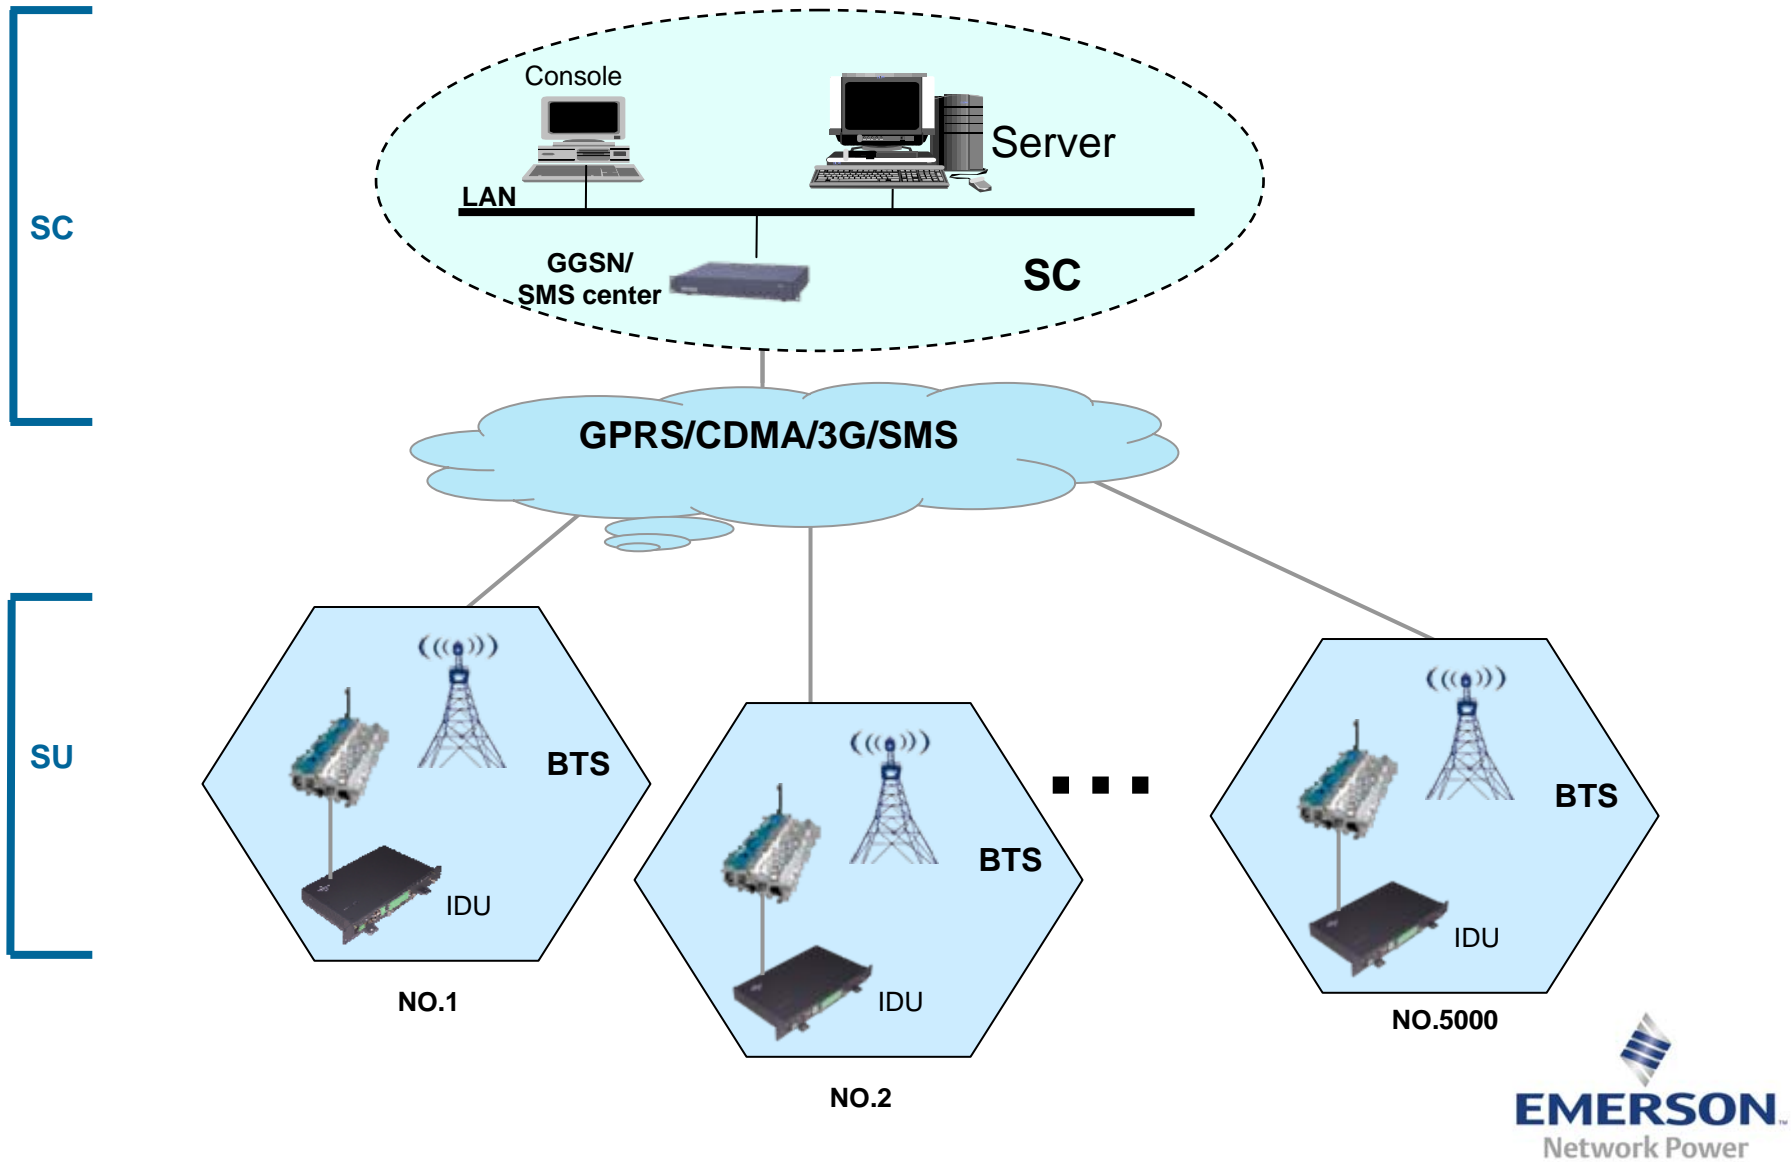 Console
Server
LAN
SC
GGSN/
SMS center
SC
GPRS/CDMA/3G/SMS
SU
BTS
IDU
NO.1
BTS
IDU
NO.2
BTS
IDU
NO.5000
EMERSON™
Network Power